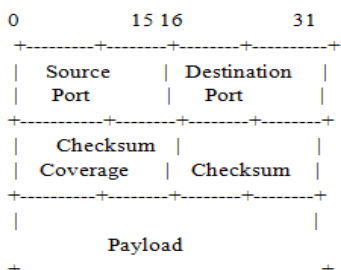 0 15 16 31
+---------+--------+--------+----------+
| Source | Destination |
| Port | Port |
+-----------+--------+--------+--------+
| Checksum | |
| Coverage | Checksum |
+----------+--------+--------+--------+
| |
Payload
+ +